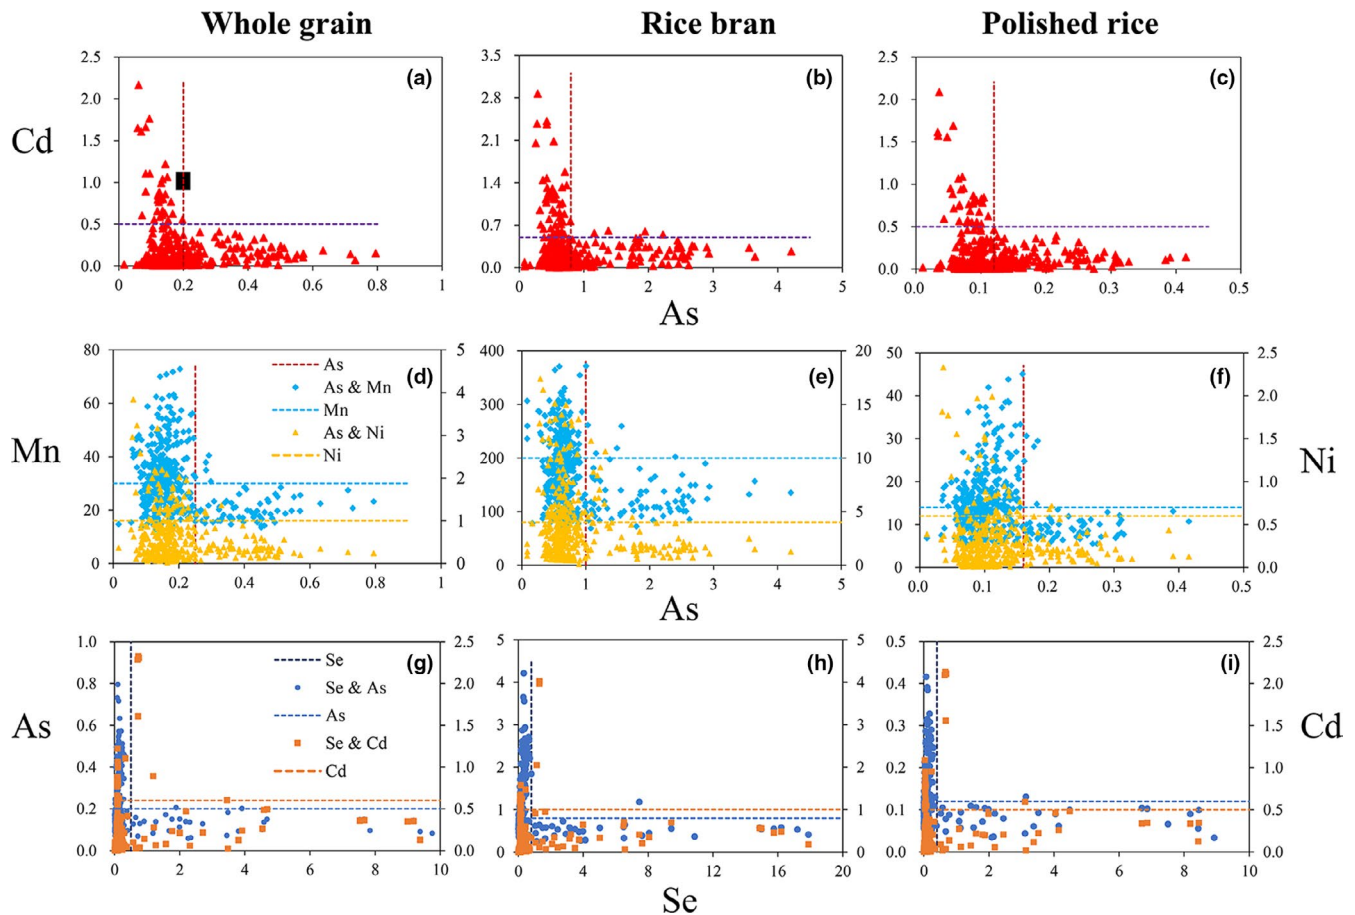 Whole grain Rice bran Polished rice
Cd
2.5 2.0 1.5 1.0 0.5 0.0
(a)
0 0.2 0.4 0.6 0.8 1
3.5 2.8 2.1 1.4 0.7 0.0
(b)
0 1 2 3 4 5
2.5 2.0 1.5 1.0 0.5 0.0
(c)
0.0 0.1 0.2 0.3 0.4 0.5
As
Mn
80 60 40 20 0
As
As & Mn
Mn
As & Ni
Ni
(d)
5 4 3 2 1 0
0 0.2 0.4 0.6 0.8 1
400 300 200 100 0
(e)
20 15 10 5 0
0 1 2 3 4 5
50 40 30 20 10 0
(f)
2.5 2.0 1.5 1.0 0.5 0.0
0.0 0.1 0.2 0.3 0.4 0.5
Ni
As
As
1.0 0.8 0.6 0.4 0.2 0.0
Se
Se & As
As
Se & Cd
Cd
(g)
2.5 2.0 1.5 1.0 0.5 0.0
0 2 4 6 8 10
5 4 3 2 1 0
(h)
5 4 3 2 1 0
0 4 8 12 16 20
0.5 0.4 0.3 0.2 0.1 0.0
(i)
2.5 2.0 1.5 1.0 0.5 0.0
0 2 4 6 8 10
Cd
Se